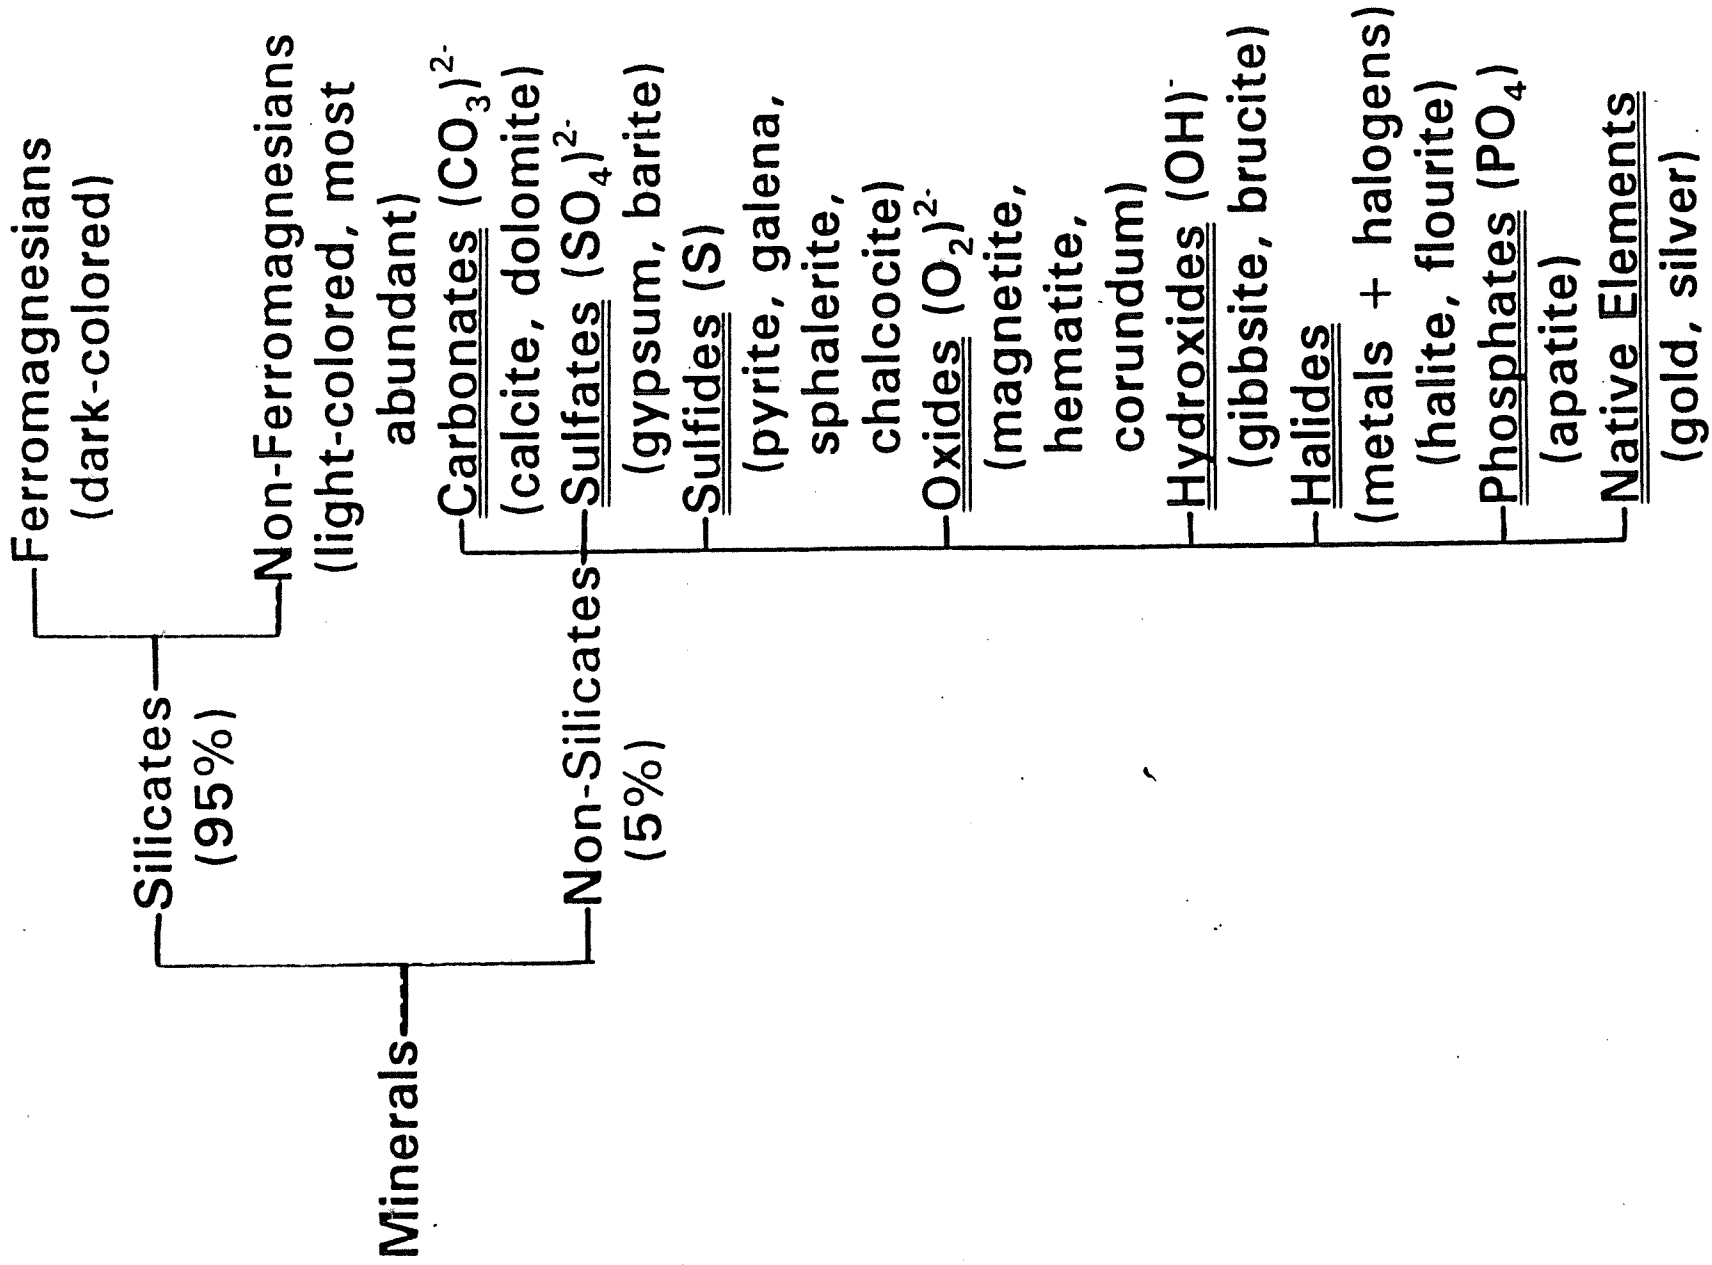 Minerals
Silicates
(95%)
Ferromagnesians
(dark-colored)
Non-Ferromagnesians
(light-colored, most
abundant)
Non-Silicates
(5%)
Carbonates (CO₃)²⁻
(calcite, dolomite)
Sulfates (SO₄)²⁻
(gypsum, barite)
Sulfides (S)
(pyrite, galena,
sphalerite,
chalcocite)
Oxides (O₂)²⁻
(magnetite,
hematite,
corundum)
Hydroxides (OH)⁻
(gibbsite, brucite)
Halides
(metals + halogens)
(halite, flourite)
Phosphates (PO₄)
(apatite)
Native Elements
(gold, silver)